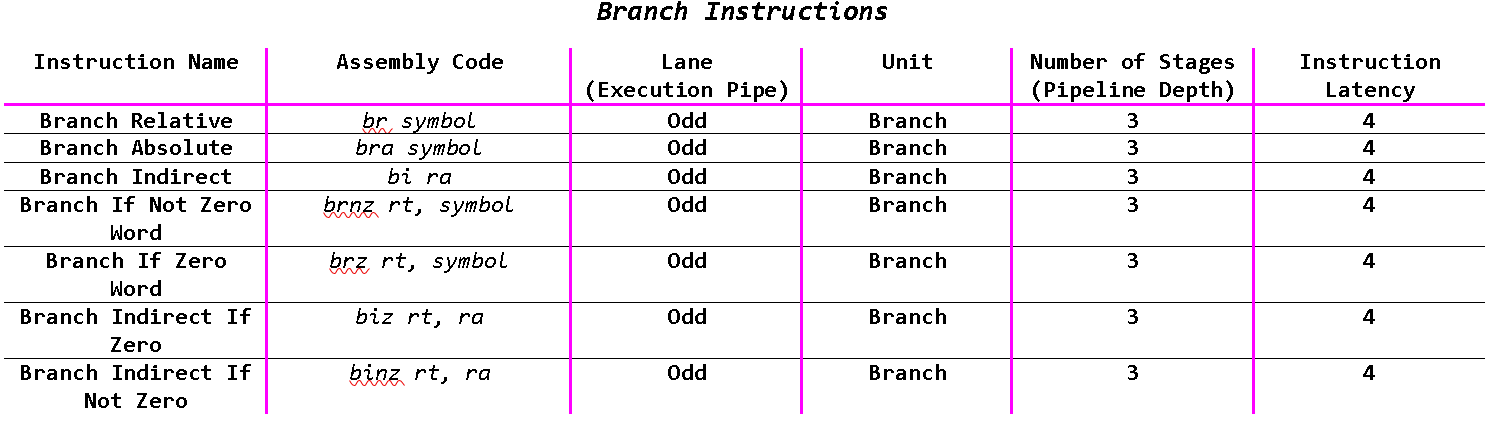 Branch Instructions
Instruction Name Assembly Code Lane (Execution Pipe) Unit Number of Stages (Pipeline Depth) Instruction Latency
Branch Relative br symbol Odd Branch 3 4
Branch Absolute bra symbol Odd Branch 3 4
Branch Indirect bi ra Odd Branch 3 4
Branch If Not Zero Word brnz rt, symbol Odd Branch 3 4
Branch If Zero Word brz rt, symbol Odd Branch 3 4
Branch Indirect If Zero biz rt, ra Odd Branch 3 4
Branch Indirect If Not Zero binz rt, ra Odd Branch 3 4